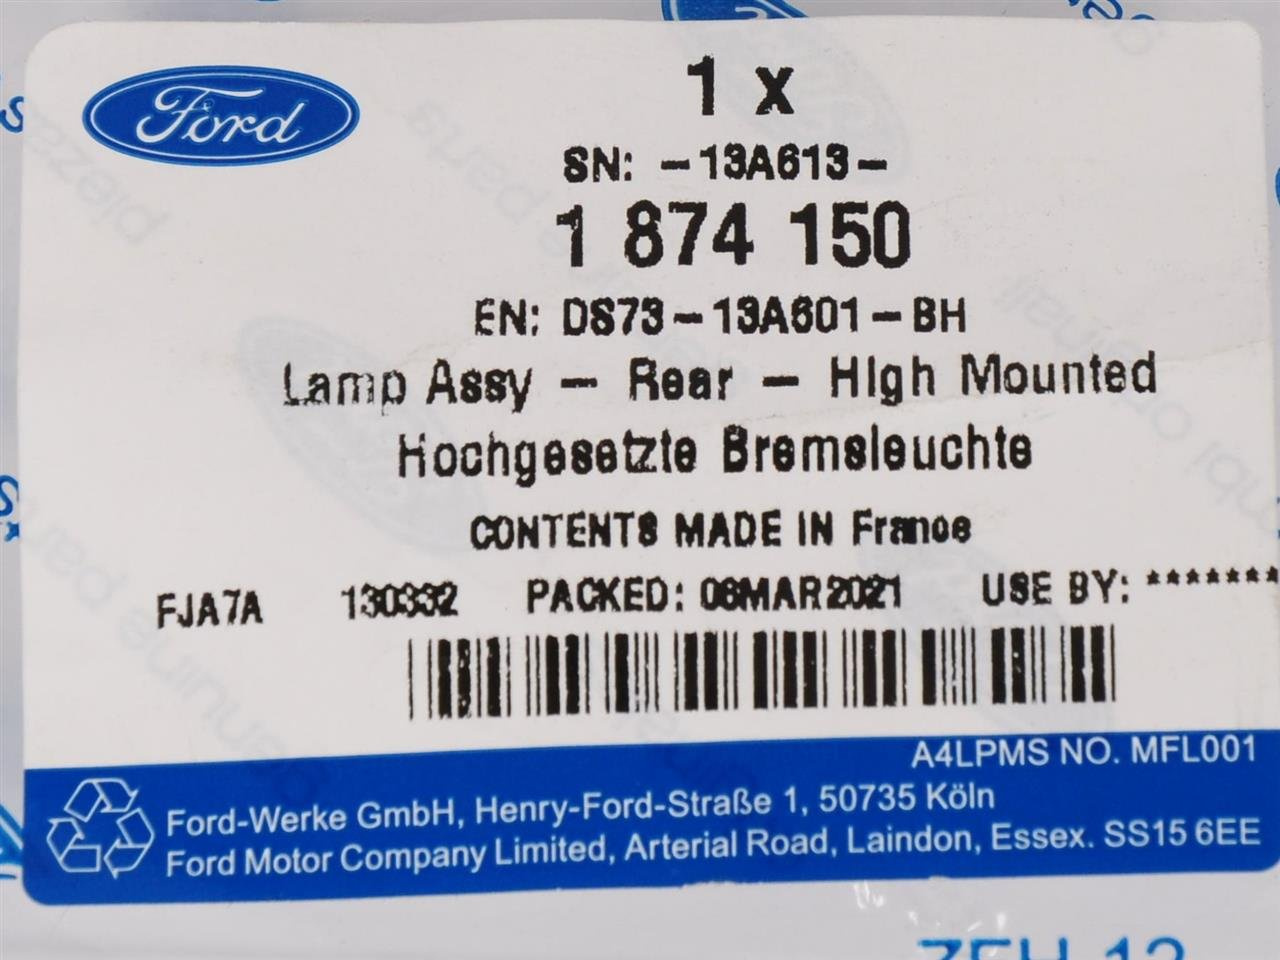 Ford
1 x
SN: -13A613-
1 874 150
EN: DS73-13A601-BH
Lamp Assy - Rear - High Mounted
Hochgesetzte Bremsleuchte
CONTENTS MADE IN France
FJA7A 130332 PACKED: 08MAR2021 USE BY: *******
A4LPMS NO. MFL001
Ford-Werke GmbH, Henry-Ford-Straße 1, 50735 Köln
Ford Motor Company Limited, Arterial Road, Laindon, Essex. SS15 6EE